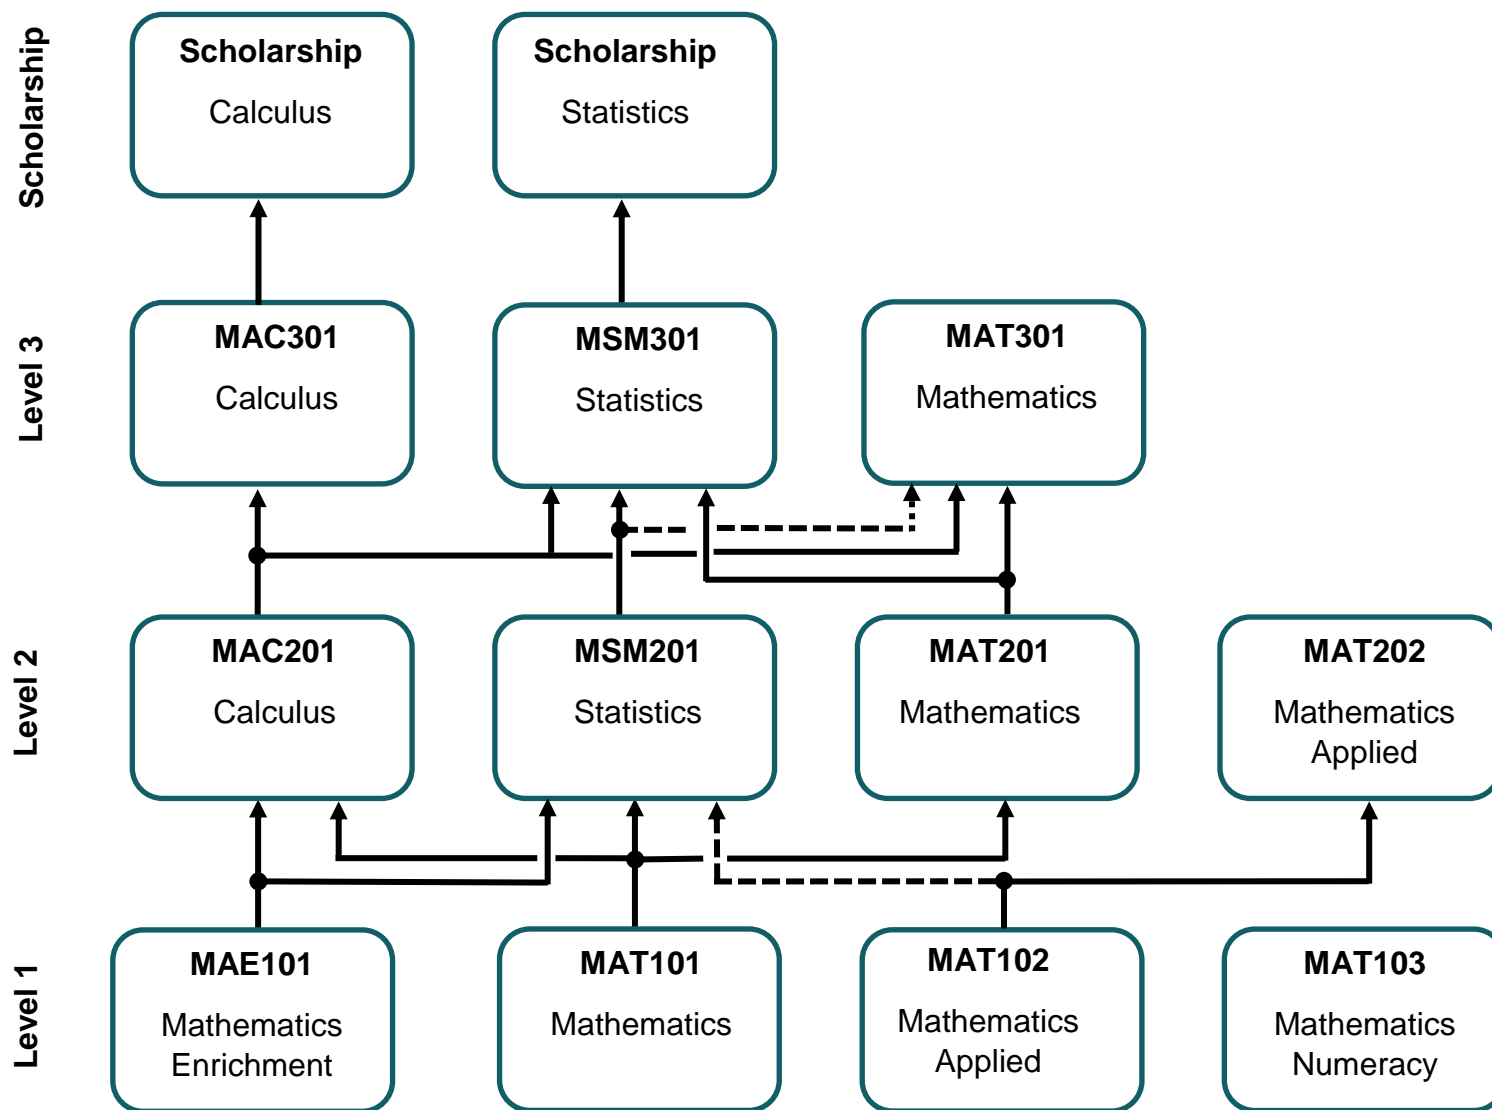 Scholarship
Scholarship
Calculus
Scholarship
Statistics
Level 3
MAC301
Calculus
MSM301
Statistics
MAT301
Mathematics
Level 2
MAC201
Calculus
MSM201
Statistics
MAT201
Mathematics
MAT202
Mathematics
Applied
Level 1
MAE101
Mathematics
Enrichment
MAT101
Mathematics
MAT102
Mathematics
Applied
MAT103
Mathematics
Numeracy